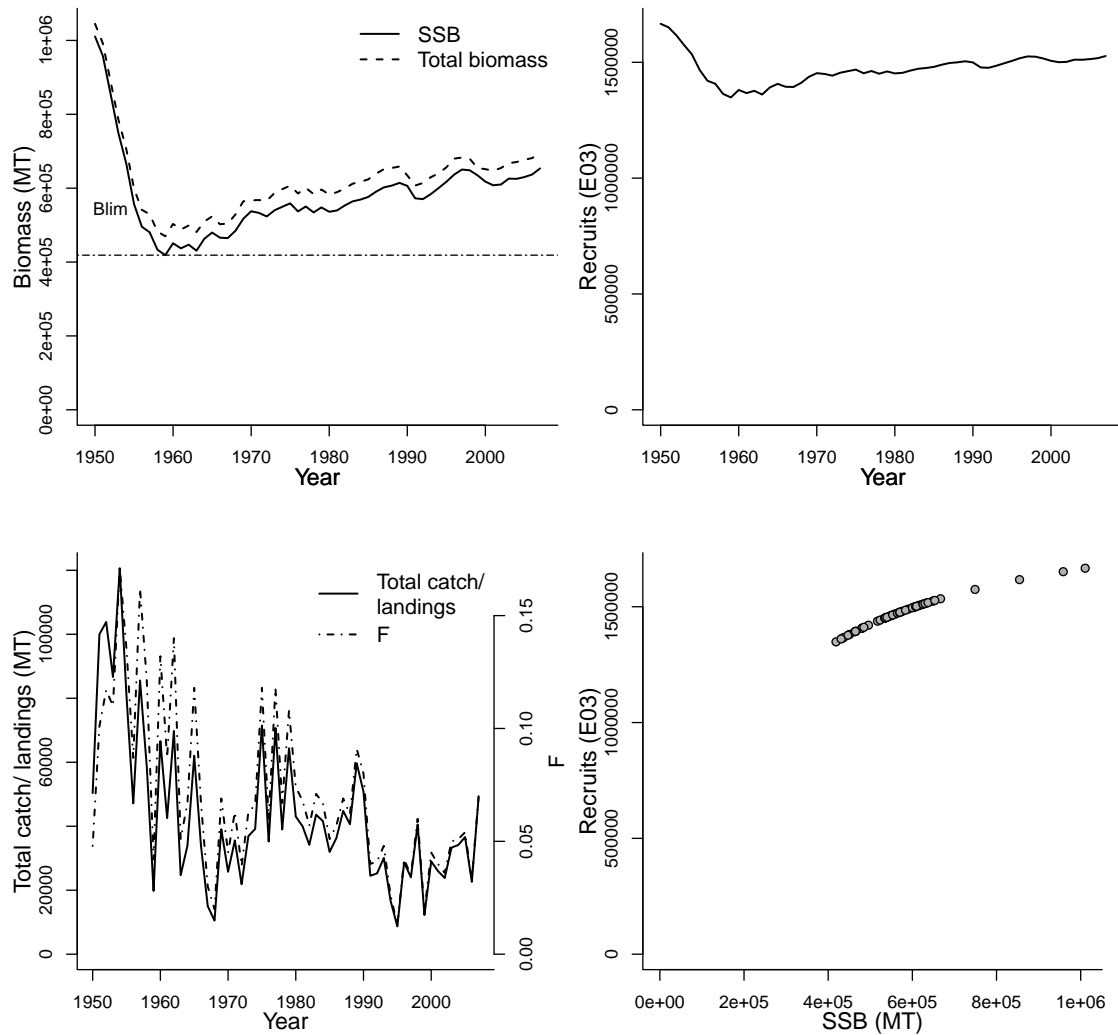 SSB
Total biomass
Blim
Biomass (MT)
0e+00
2e+05
4e+05
6e+05
8e+05
1e+06
1950
1960
1970
1980
1990
2000
Year
Recruits (E03)
0
500000
1000000
1500000
1950
1960
1970
1980
1990
2000
Year
Total catch/
landings
F
Total catch/ landings (MT)
0
20000
40000
60000
100000
0.00
0.05
0.10
0.15
F
1950
1960
1970
1980
1990
2000
Year
Recruits (E03)
0
500000
1000000
1500000
0e+00
2e+05
4e+05
6e+05
8e+05
1e+06
SSB (MT)